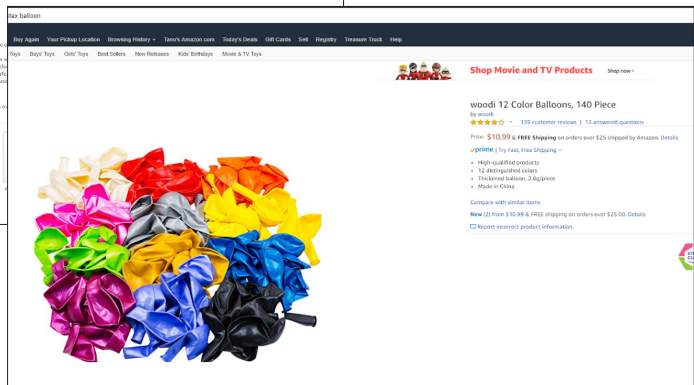 tex balloon
Buy Again Your Pickup Location Browsing History Tano's Amazon.com Today's Deals Gift Cards Sell Registry Treasure Truck Help
Toys Boys' Toys Girls' Toys Best Sellers New Releases Kids' Birthdays Movie & TV Toys
Shop Movie and TV Products Shop now ›
woodi 12 Color Balloons, 140 Piece
by woodi
139 customer reviews | 13 answered questions
Price: $10.99 & FREE Shipping on orders over $25 shipped by Amazon. Details
prime | Try Fast, Free Shipping
• High-qualified products
• 12 distinguished colors
• Thickened balloon, 2.8g/piece
• Made in China
Compare with similar items
New (2) from $10.99 & FREE shipping on orders over $25.00. Details
Report incorrect product information.